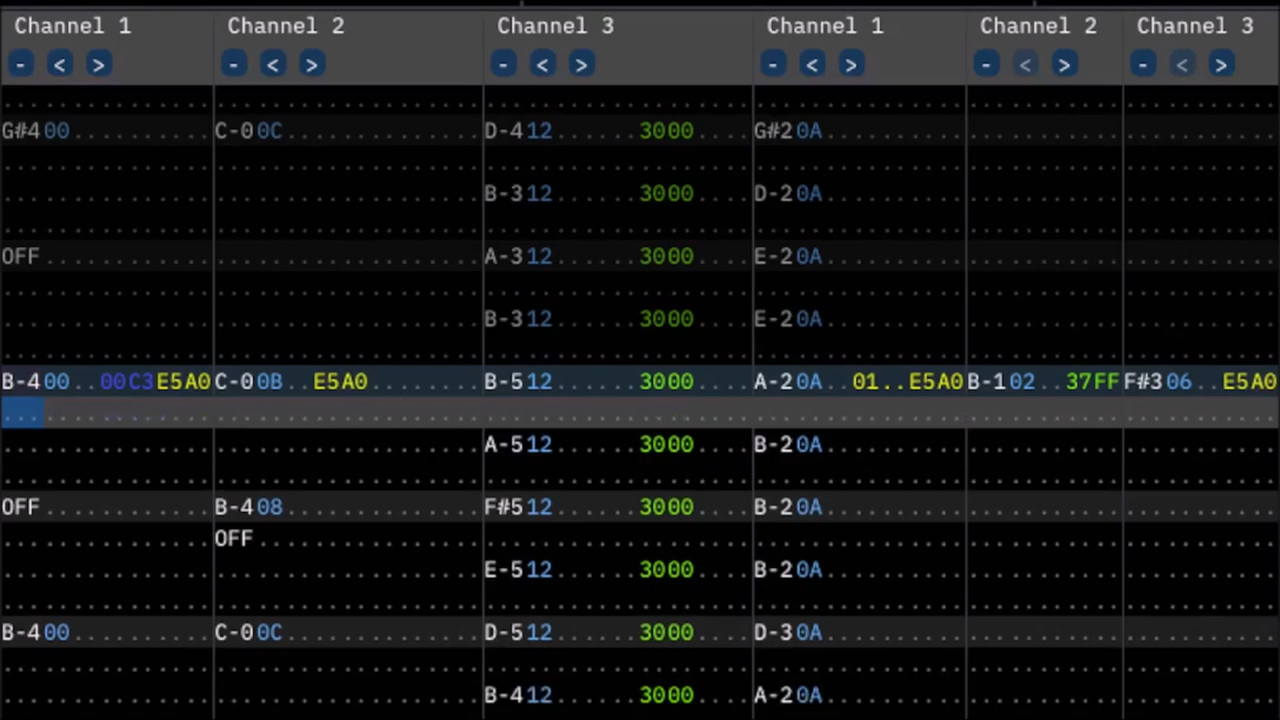 Channel 1 Channel 2 Channel 3 Channel 1 Channel 2 Channel 3
- < > - < > - < > - < > - < > - < >
G#4 00 C-0 0C D-4 12 3000 G#2 0A
B-3 12 3000 D-2 0A
OFF A-3 12 3000 E-2 0A
B-3 12 3000 E-2 0A
B-4 00 .. 00C3 E5A0 C-0 0B .. E5A0 B-5 12 3000 A-2 0A .. 01.. E5A0 B-1 02 .. 37FF F#3 06 .. E5A0
A-5 12 3000 B-2 0A
OFF B-4 08 F#5 12 3000 B-2 0A
OFF
E-5 12 3000 B-2 0A
B-4 00 C-0 0C D-5 12 3000 D-3 0A
B-4 12 3000 A-2 0A